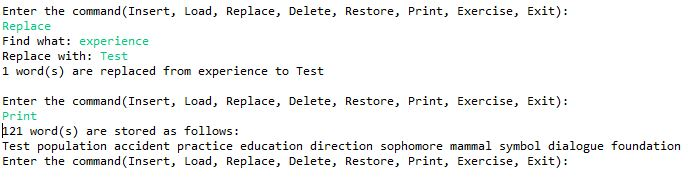 Enter the command(Insert, Load, Replace, Delete, Restore, Print, Exercise, Exit):
Replace
Find what: experience
Replace with: Test
1 word(s) are replaced from experience to Test
Enter the command(Insert, Load, Replace, Delete, Restore, Print, Exercise, Exit):
Print
121 word(s) are stored as follows:
Test population accident practice education direction sophomore mammal symbol dialogue foundation
Enter the command(Insert, Load, Replace, Delete, Restore, Print, Exercise, Exit):